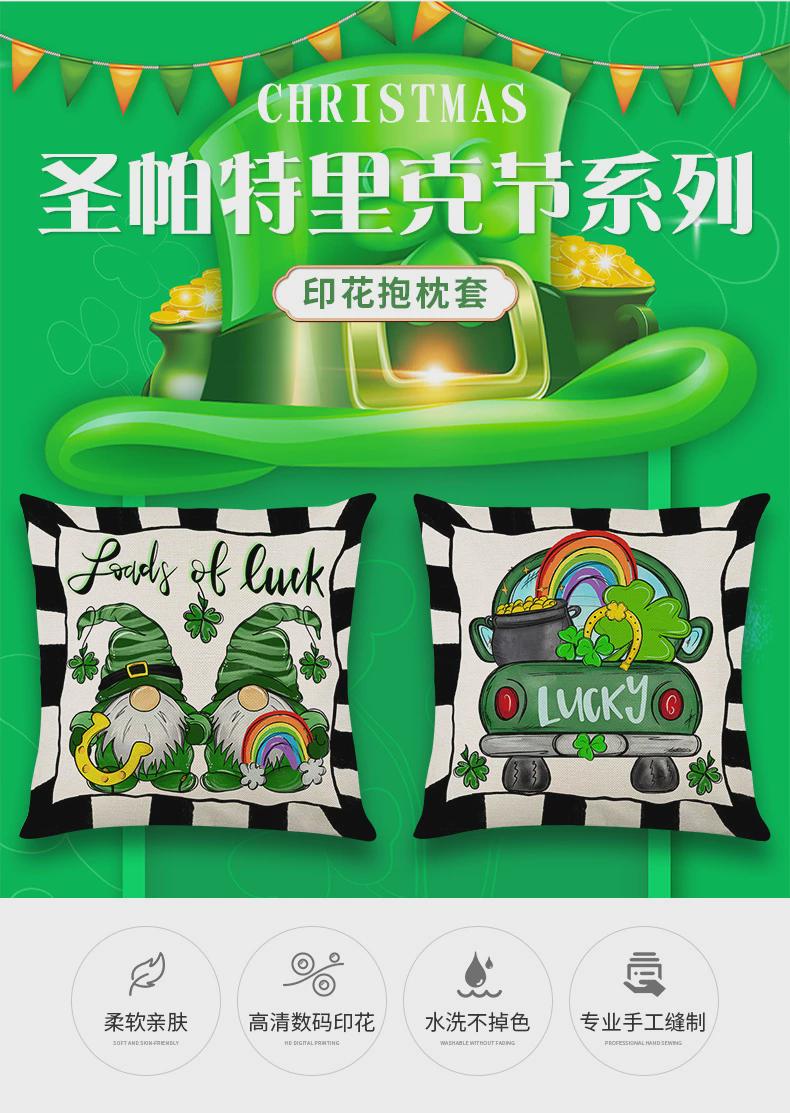 CHRISTMAS
圣帕特里克节系列
印花抱枕套
Loads of luck
LUCKY
柔软亲肤
SOFT AND SKIN-FRIENDLY
高清数码印花
HD DIGITAL PRINTING
水洗不掉色
WASHABLE WITHOUT FADING
专业手工缝制
PROFESSIONAL HAND SEWING